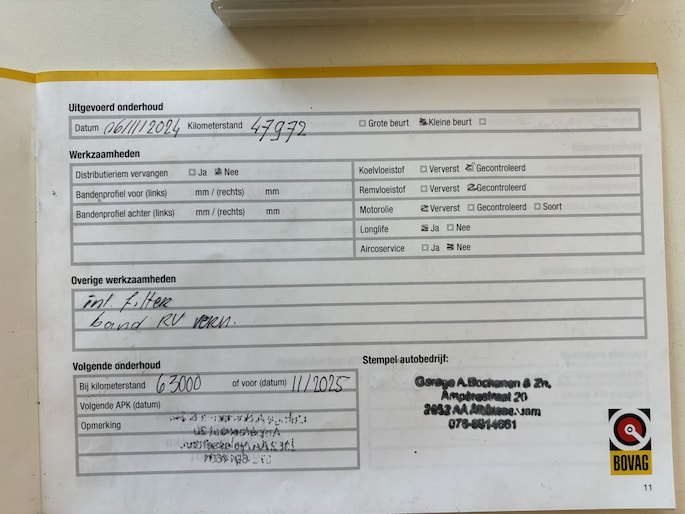 Uitgevoerd onderhoud
Datum 06/11/2024 Kilometerstand 47972 Grote beurt Kleine beurt
Werkzaamheden
Distributieriem vervangen Ja Nee
Bandenprofiel voor (links) mm / (rechts) mm
Bandenprofiel achter (links) mm / (rechts) mm
Koelvloeistof Ververst Gecontroleerd
Remvloeistof Ververst Gecontroleerd
Motorolie Ververst Gecontroleerd Soort
Longlife Ja Nee
Aircoservice Ja Nee
Overige werkzaamheden
int. filter
band RV vern.
Volgende onderhoud
Bij kilometerstand 63000 of voor (datum) 11/2025
Volgende APK (datum)
Opmerking
Stempel autobedrijf:
Garage A. & Zn.
Ampèrestraat 20
AA
BOVAG
11